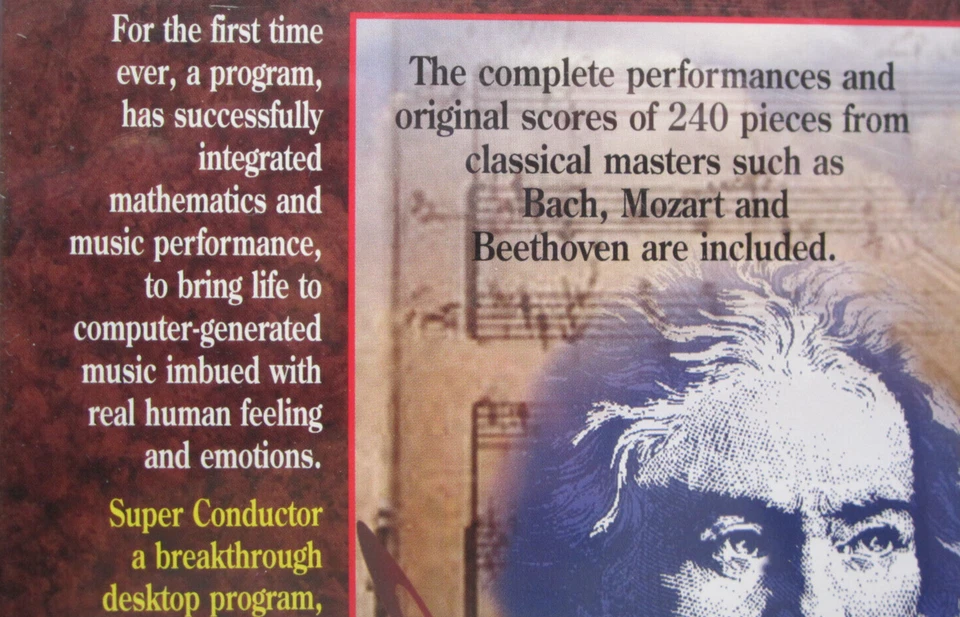 For the first time
ever, a program,
has successfully
integrated
mathematics and
music performance,
to bring life to
computer-generated
music imbued with
real human feeling
and emotions.
Super Conductor
a breakthrough
desktop program,
The complete performances and
original scores of 240 pieces from
classical masters such as
Bach, Mozart and
Beethoven are included.